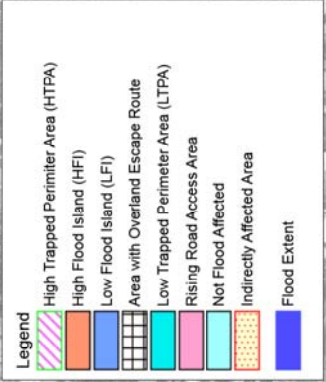 Legend
High Trapped Perimiter Area (HTPA)
High Flood Island (HFI)
Low Flood Island (LFI)
Area with Overland Escape Route
Low Trapped Perimeter Area (LTPA)
Rising Road Access Area
Not Flood Affected
Indirectly Affected Area
Flood Extent